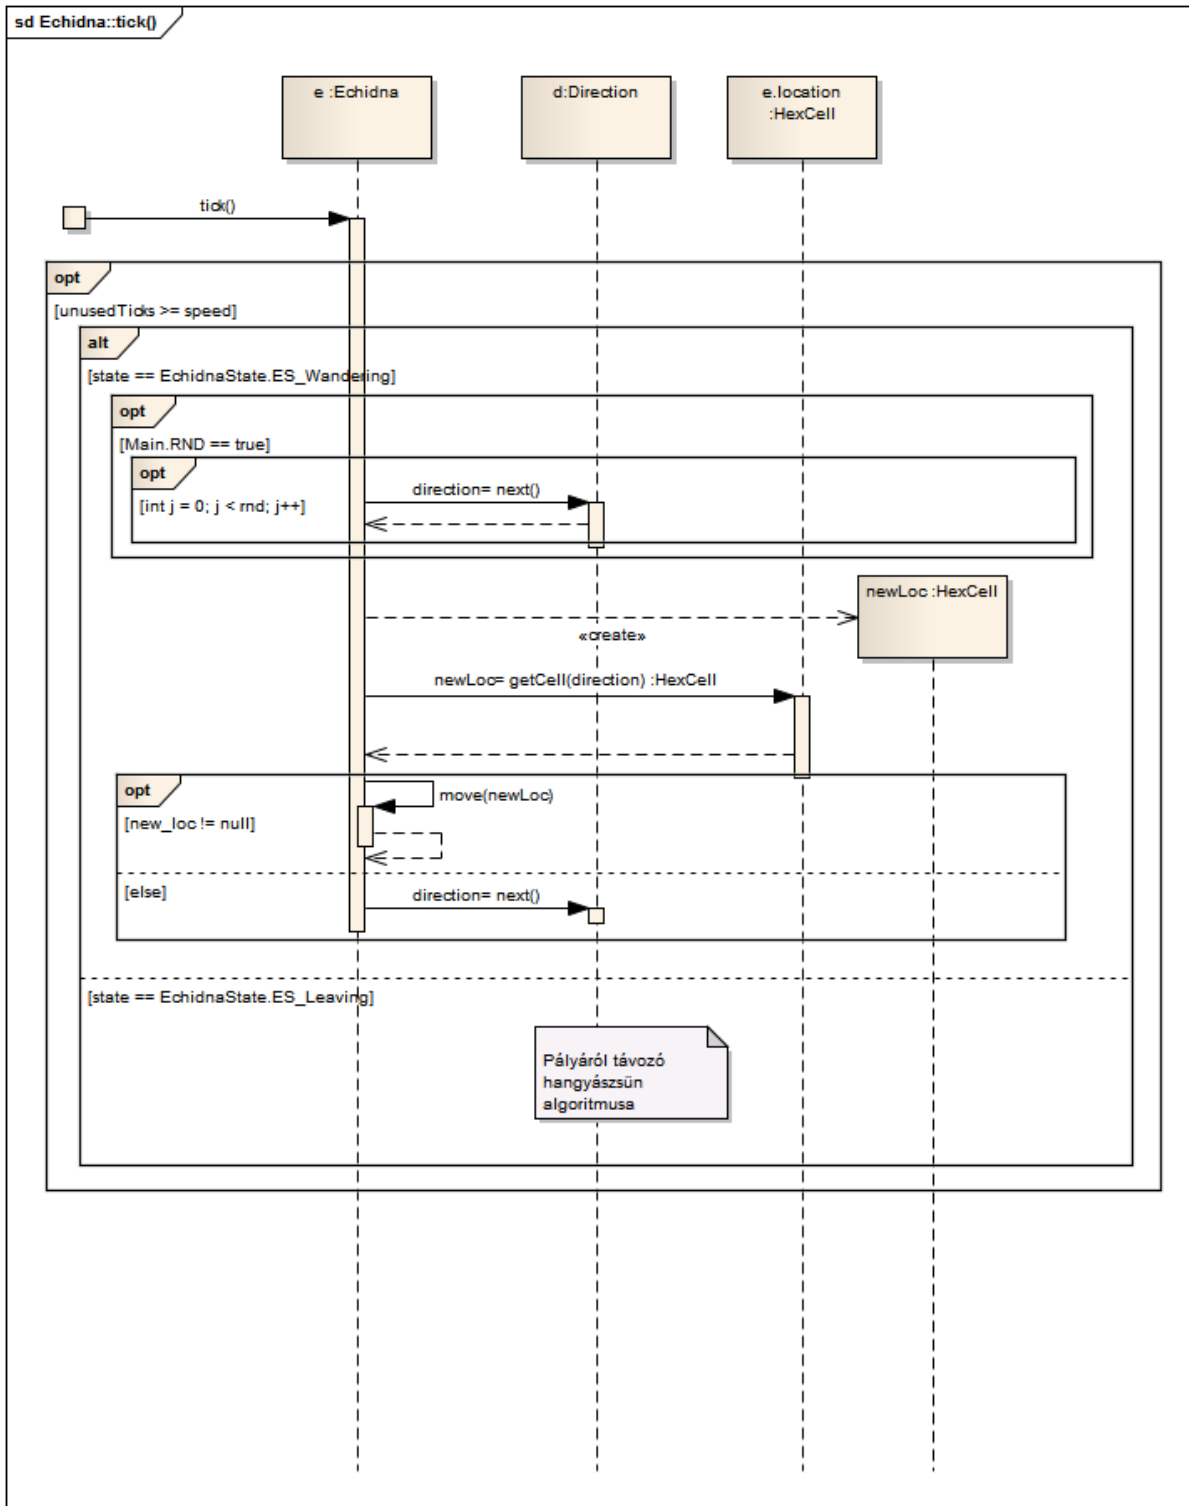 sd Echidna::tick()
e :Echidna
d:Direction
e.location
:HexCell
tick()
opt
[unusedTicks >= speed]
alt
[state == EchidnaState.ES_Wandering]
opt
[Main.RND == true]
opt
[int j = 0; j < rnd; j++]
direction= next()
newLoc :HexCell
«create»
newLoc= getCell(direction) :HexCell
opt
move(newLoc)
[new_loc != null]
[else]
direction= next()
[state == EchidnaState.ES_Leaving]
Pályáról távozó
hangyászsün
algoritmusa